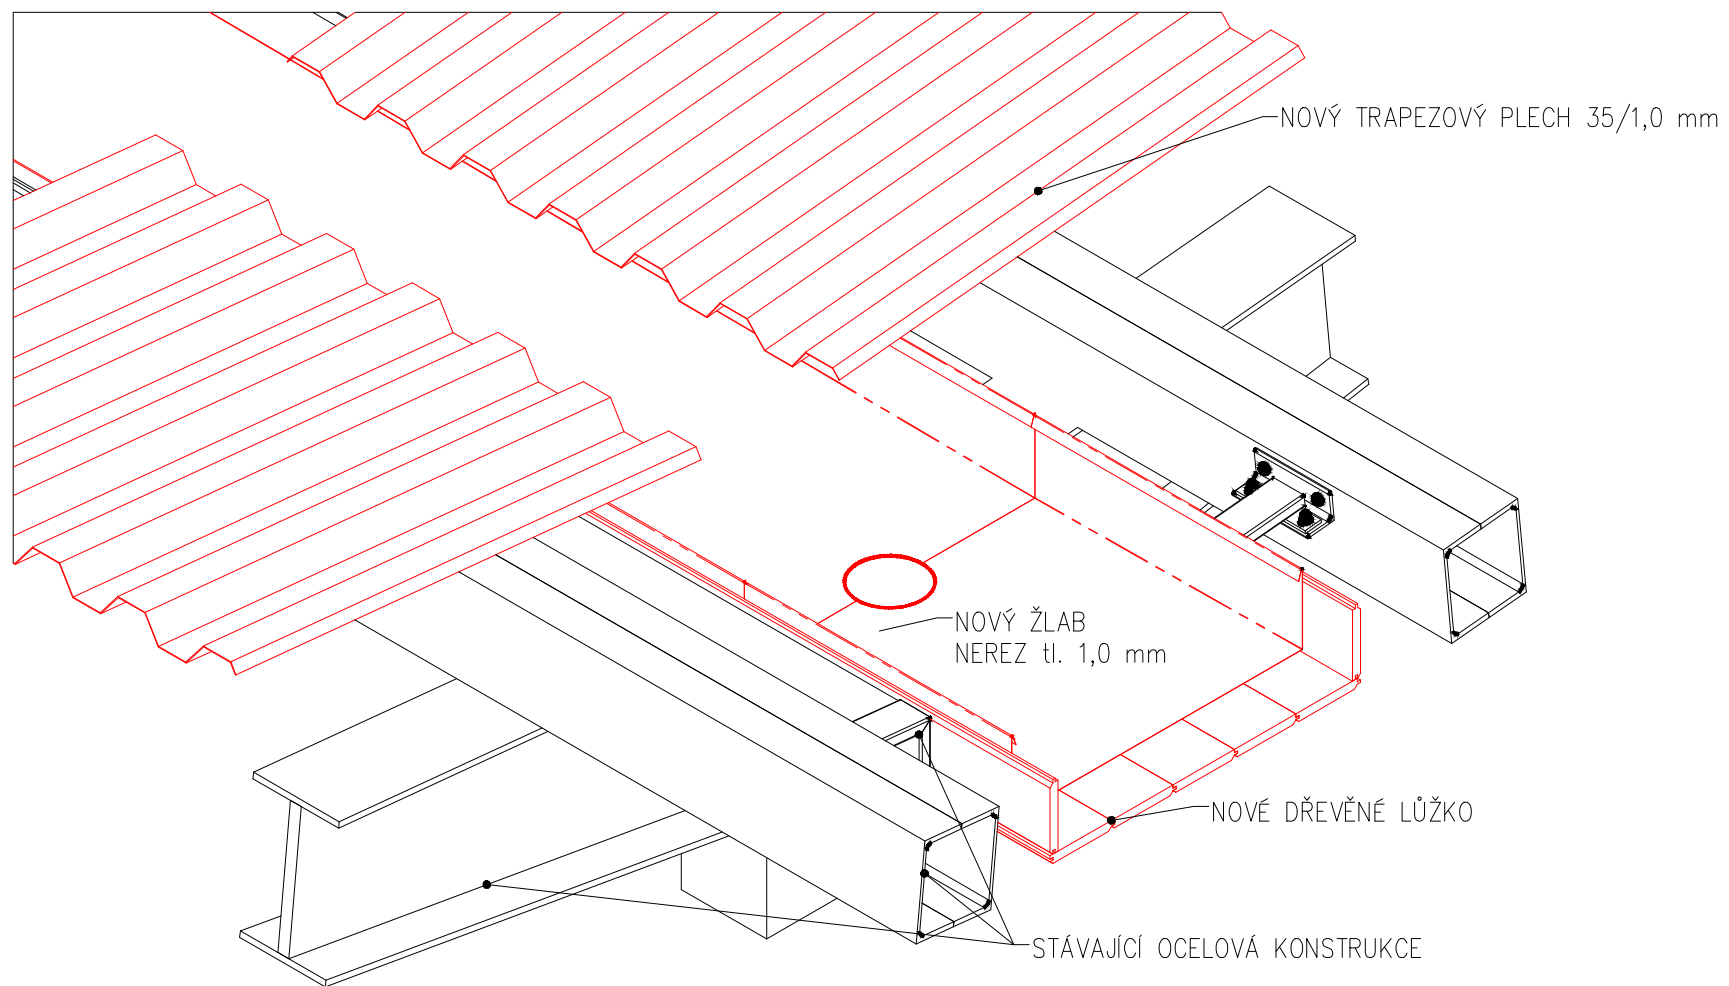 NOVÝ TRAPEZOVÝ PLECH 35/1,0 mm
NOVÝ ŽLAB
NEREZ tl. 1,0 mm
NOVÉ DŘEVĚNÉ LŮŽKO
STÁVAJÍCÍ OCELOVÁ KONSTRUKCE